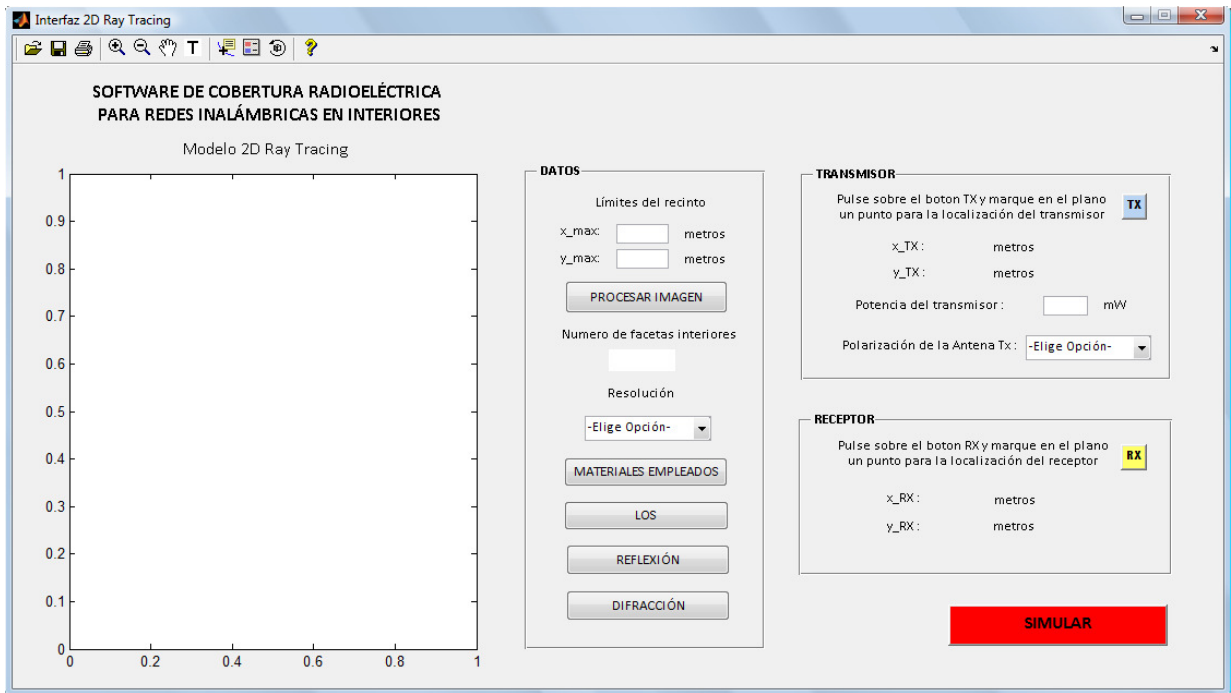 Interfaz 2D Ray Tracing
SOFTWARE DE COBERTURA RADIOELÉCTRICA
PARA REDES INALÁMBRICAS EN INTERIORES
Modelo 2D Ray Tracing
1
0.9
0.8
0.7
0.6
0.5
0.4
0.3
0.2
0.1
0
0 0.2 0.4 0.6 0.8 1
DATOS
Límites del recinto
x_max: metros
y_max: metros
PROCESAR IMAGEN
Numero de facetas interiores
Resolución
-Elige Opción-
MATERIALES EMPLEADOS
LOS
REFLEXIÓN
DIFRACCIÓN
TRANSMISOR
Pulse sobre el boton TX y marque en el plano
un punto para la localización del transmisor
TX
x_TX : metros
y_TX : metros
Potencia del transmisor : mW
Polarización de la Antena Tx : -Elige Opción-
RECEPTOR
Pulse sobre el boton RX y marque en el plano
un punto para la localización del receptor
RX
x_RX : metros
y_RX : metros
SIMULAR